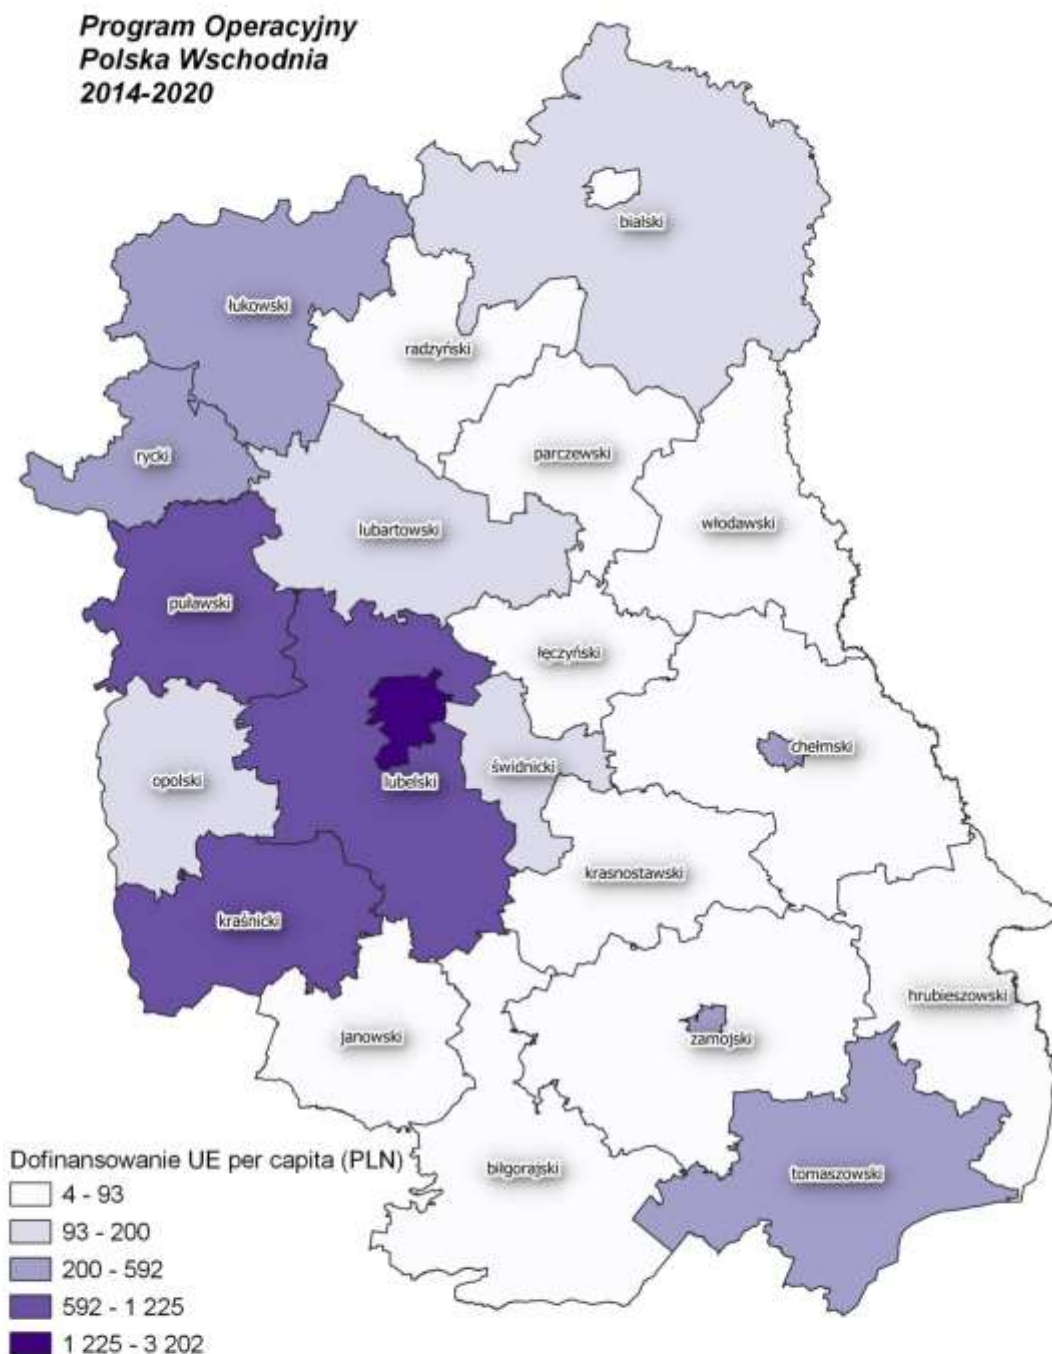 Program Operacyjny
Polska Wschodnia
2014-2020
bialski
łukowski
radzyński
rycki
parczewski
lubartowski
włodawski
puławski
łęczyński
chełmski
opolski
lubelski
świdnicki
krasnostawski
kraśnicki
hrubieszowski
janowski
zamojski
biłgorajski
tomaszowski
Dofinansowanie UE per capita (PLN)
4 - 93
93 - 200
200 - 592
592 - 1 225
1 225 - 3 202